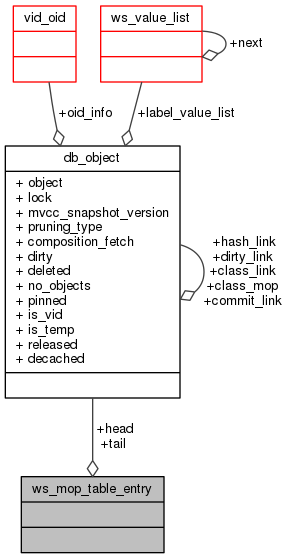 vid_oid
ws_value_list
+next
+oid_info
+label_value_list
db_object
+ object
+ lock
+ mvcc_snapshot_version
+ pruning_type
+ composition_fetch
+ dirty
+ deleted
+ no_objects
+ pinned
+ is_vid
+ is_temp
+ released
+ decached
+hash_link
+dirty_link
+class_link
+class_mop
+commit_link
+head
+tail
ws_mop_table_entry